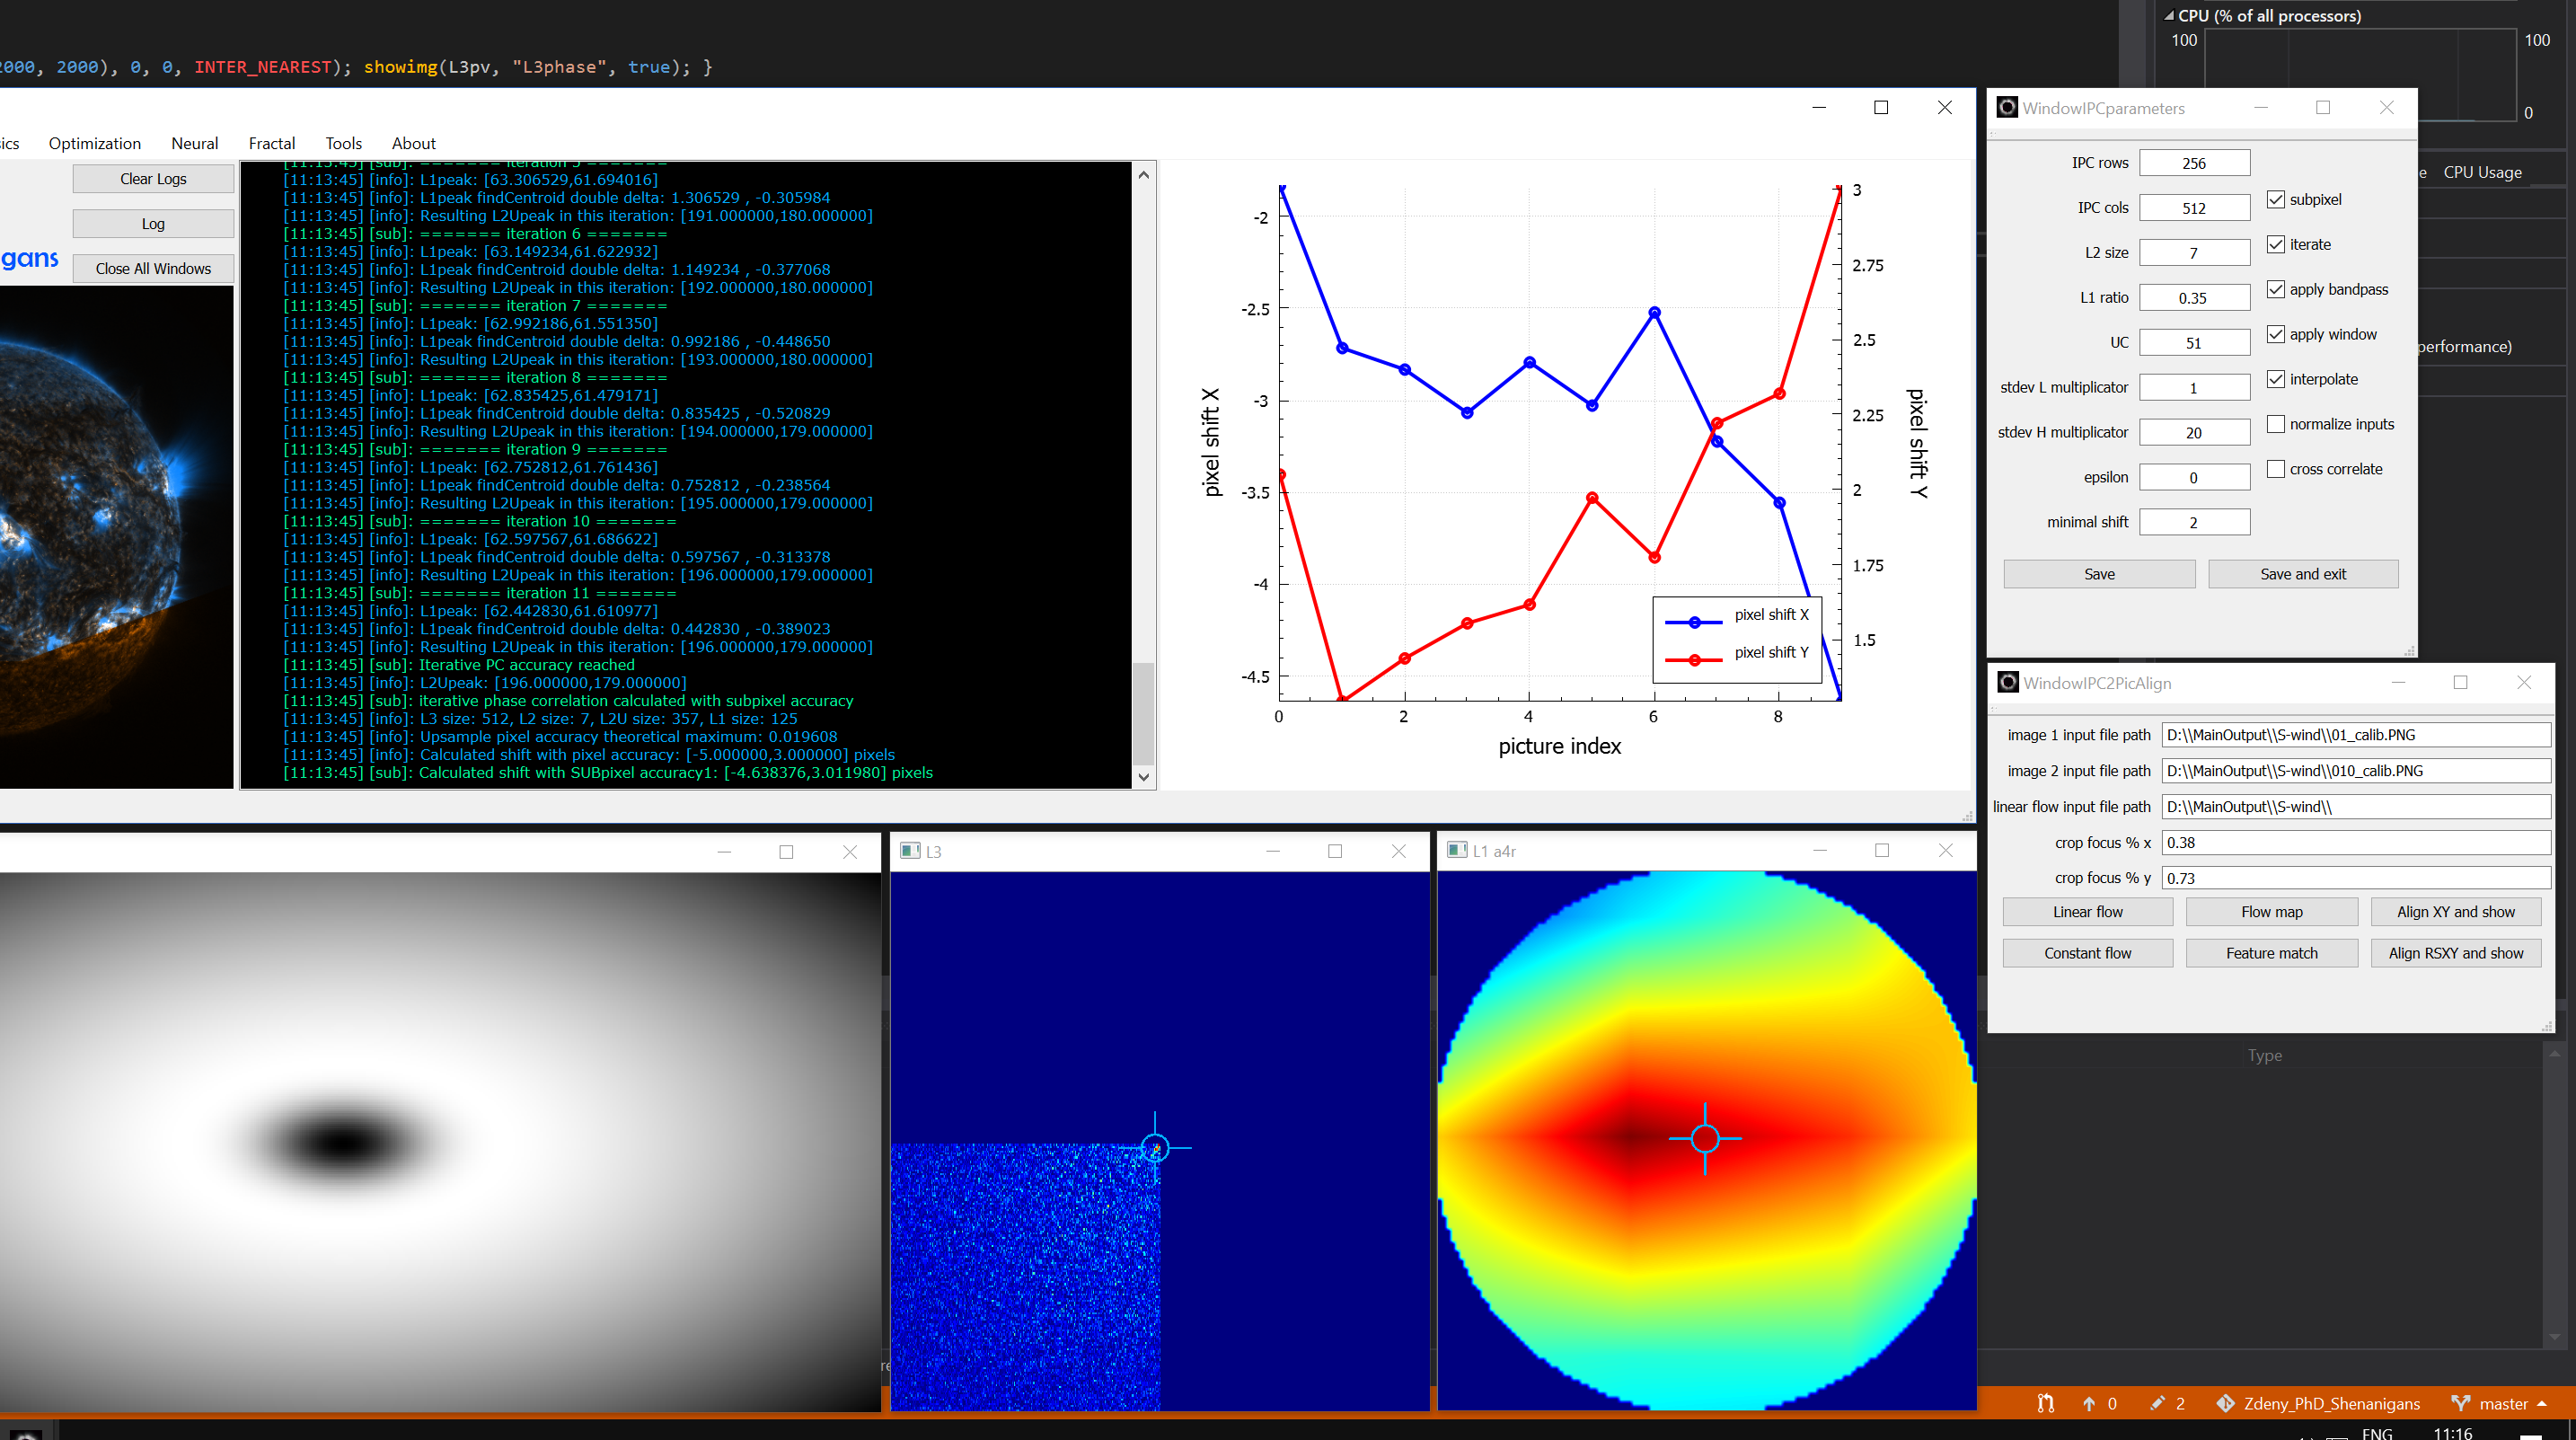 CPU (% of all processors)
100
100
0
2000, 2000), 0, 0, INTER_NEAREST); showimg(L3pv, "L3phase", true); }
Optimization Neural Fractal Tools About
Clear Logs
Log
gans
Close All Windows
[11:13:45] [sub]: ======= iteration 5 =======
[11:13:45] [info]: L1peak: [63.306529,61.694016]
[11:13:45] [info]: L1peak findCentroid double delta: 1.306529 , -0.305984
[11:13:45] [info]: Resulting L2Upeak in this iteration: [191.000000,180.000000]
[11:13:45] [sub]: ======= iteration 6 =======
[11:13:45] [info]: L1peak: [63.149234,61.622932]
[11:13:45] [info]: L1peak findCentroid double delta: 1.149234 , -0.377068
[11:13:45] [info]: Resulting L2Upeak in this iteration: [192.000000,180.000000]
[11:13:45] [sub]: ======= iteration 7 =======
[11:13:45] [info]: L1peak: [62.992186,61.551350]
[11:13:45] [info]: L1peak findCentroid double delta: 0.992186 , -0.448650
[11:13:45] [info]: Resulting L2Upeak in this iteration: [193.000000,180.000000]
[11:13:45] [sub]: ======= iteration 8 =======
[11:13:45] [info]: L1peak: [62.835425,61.479171]
[11:13:45] [info]: L1peak findCentroid double delta: 0.835425 , -0.520829
[11:13:45] [info]: Resulting L2Upeak in this iteration: [194.000000,179.000000]
[11:13:45] [sub]: ======= iteration 9 =======
[11:13:45] [info]: L1peak: [62.752812,61.761436]
[11:13:45] [info]: L1peak findCentroid double delta: 0.752812 , -0.238564
[11:13:45] [info]: Resulting L2Upeak in this iteration: [195.000000,179.000000]
[11:13:45] [sub]: ======= iteration 10 =======
[11:13:45] [info]: L1peak: [62.597567,61.686622]
[11:13:45] [info]: L1peak findCentroid double delta: 0.597567 , -0.313378
[11:13:45] [info]: Resulting L2Upeak in this iteration: [196.000000,179.000000]
[11:13:45] [sub]: ======= iteration 11 =======
[11:13:45] [info]: L1peak: [62.442830,61.610977]
[11:13:45] [info]: L1peak findCentroid double delta: 0.442830 , -0.389023
[11:13:45] [info]: Resulting L2Upeak in this iteration: [196.000000,179.000000]
[11:13:45] [sub]: Iterative PC accuracy reached
[11:13:45] [info]: L2Upeak: [196.000000,179.000000]
[11:13:45] [sub]: iterative phase correlation calculated with subpixel accuracy
[11:13:45] [info]: L3 size: 512, L2 size: 7, L2U size: 357, L1 size: 125
[11:13:45] [info]: Upsample pixel accuracy theoretical maximum: 0.019608
[11:13:45] [info]: Calculated shift with pixel accuracy: [-5.000000,3.000000] pixels
[11:13:45] [sub]: Calculated shift with SUBpixel accuracy1: [-4.638376,3.011980] pixels
pixel shift X
-2
-2.5
-3
-3.5
-4
-4.5
0 2 4 6 8
picture index
3
2.75
2.5
2.25
2
1.75
1.5
pixel shift Y
pixel shift X
pixel shift Y
WindowIPCparameters
IPC rows 256
IPC cols 512
L2 size 7
L1 ratio 0.35
UC 51
stdev L multiplicator 1
stdev H multiplicator 20
epsilon 0
minimal shift 2
subpixel
iterate
apply bandpass
apply window
interpolate
normalize inputs
cross correlate
Save
Save and exit
CPU Usage
performance)
WindowIPC2PicAlign
image 1 input file path D:\\MainOutput\\S-wind\\01_calib.PNG
image 2 input file path D:\\MainOutput\\S-wind\\010_calib.PNG
linear flow input file path D:\\MainOutput\\S-wind\\
crop focus % x 0.38
crop focus % y 0.73
Linear flow Flow map Align XY and show
Constant flow Feature match Align RSXY and show
L3
L1 a4r
Type
0 2 Zdeny_PhD_Shenanigans master
ENG 11:16